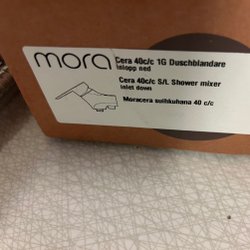 mora
Cera 40c/c 1G Duschblandare
Inlopp ned
Cera 40c/c S/L Shower mixer
inlet down
Moracera suihkuhana 40 c/c